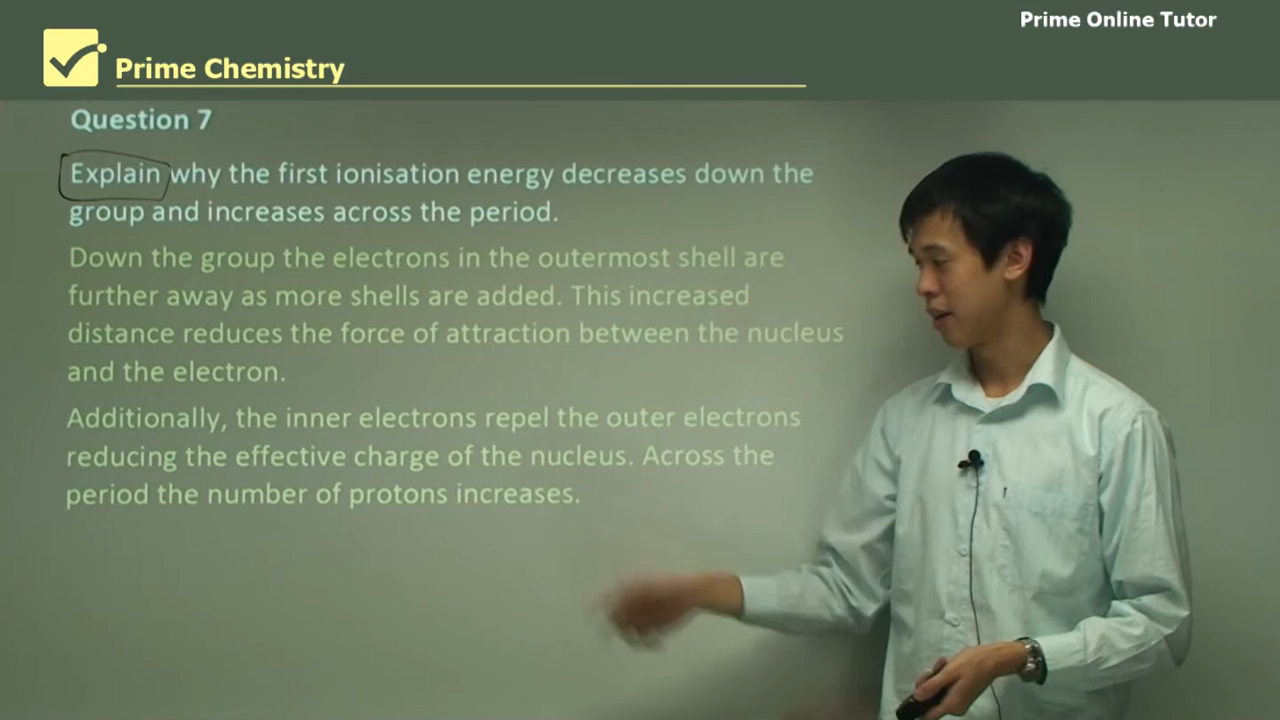 Prime Online Tutor
Prime Chemistry
Question 7
Explain why the first ionisation energy decreases down the
group and increases across the period.
Down the group the electrons in the outermost shell are
further away as more shells are added. This increased
distance reduces the force of attraction between the nucleus
and the electron.
Additionally, the inner electrons repel the outer electrons
reducing the effective charge of the nucleus. Across the
period the number of protons increases.